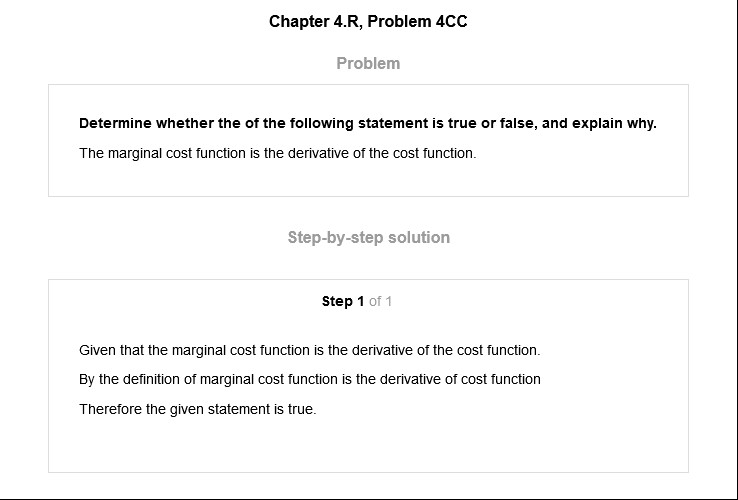 Chapter 4.R, Problem 4CC
Problem
Determine whether the of the following statement is true or false, and explain why.
The marginal cost function is the derivative of the cost function.
Step-by-step solution
Step 1 of 1
Given that the marginal cost function is the derivative of the cost function.
By the definition of marginal cost function is the derivative of cost function
Therefore the given statement is true.